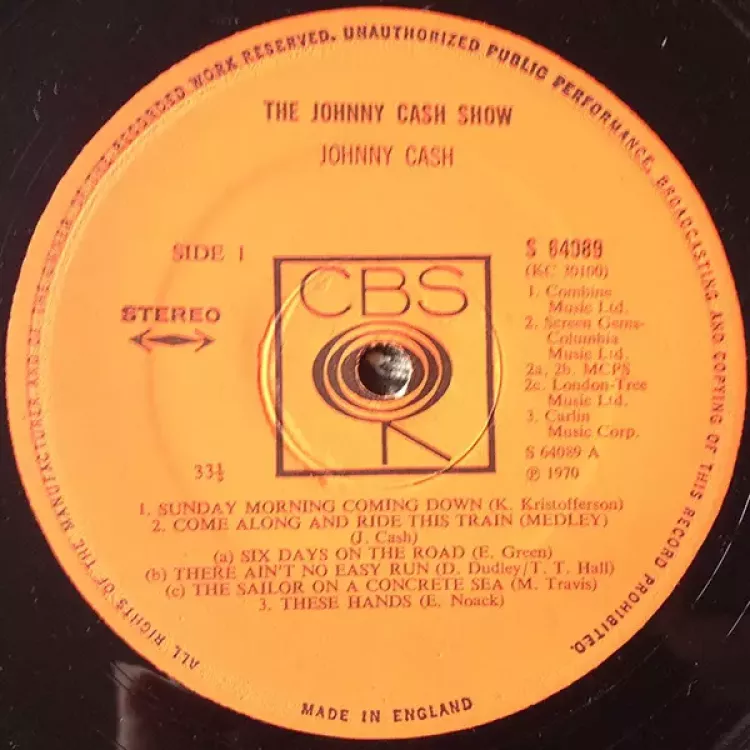 ALL RIGHTS OF THE MANUFACTURER AND OF THE OWNER OF THE RECORDED WORK RESERVED. UNAUTHORIZED PUBLIC PERFORMANCE, BROADCASTING AND COPYING OF THIS RECORD PROHIBITED.
THE JOHNNY CASH SHOW
JOHNNY CASH
SIDE 1
STEREO
33⅓
CBS
S 64089
(KC 30100)
1. Combine
Music Ltd.
2. Screen Gems-
Columbia
Music Ltd.
2a. 2b. MCPS
2c. London-Tree
Music Ltd.
3. Carlin
Music Corp.
S 64089 A
℗ 1970
1. SUNDAY MORNING COMING DOWN (K. Kristofferson)
2. COME ALONG AND RIDE THIS TRAIN (MEDLEY)
(J. Cash)
(a) SIX DAYS ON THE ROAD (E. Green)
(b) THERE AIN'T NO EASY RUN (D. Dudley/T. T. Hall)
(c) THE SAILOR ON A CONCRETE SEA (M. Travis)
3. THESE HANDS (E. Noack)
MADE IN ENGLAND